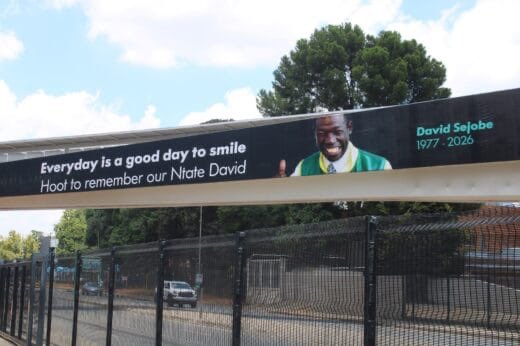 Everyday is a good day to smile
Hoot to remember our Ntate David
David Sejobe
1977 - 2026